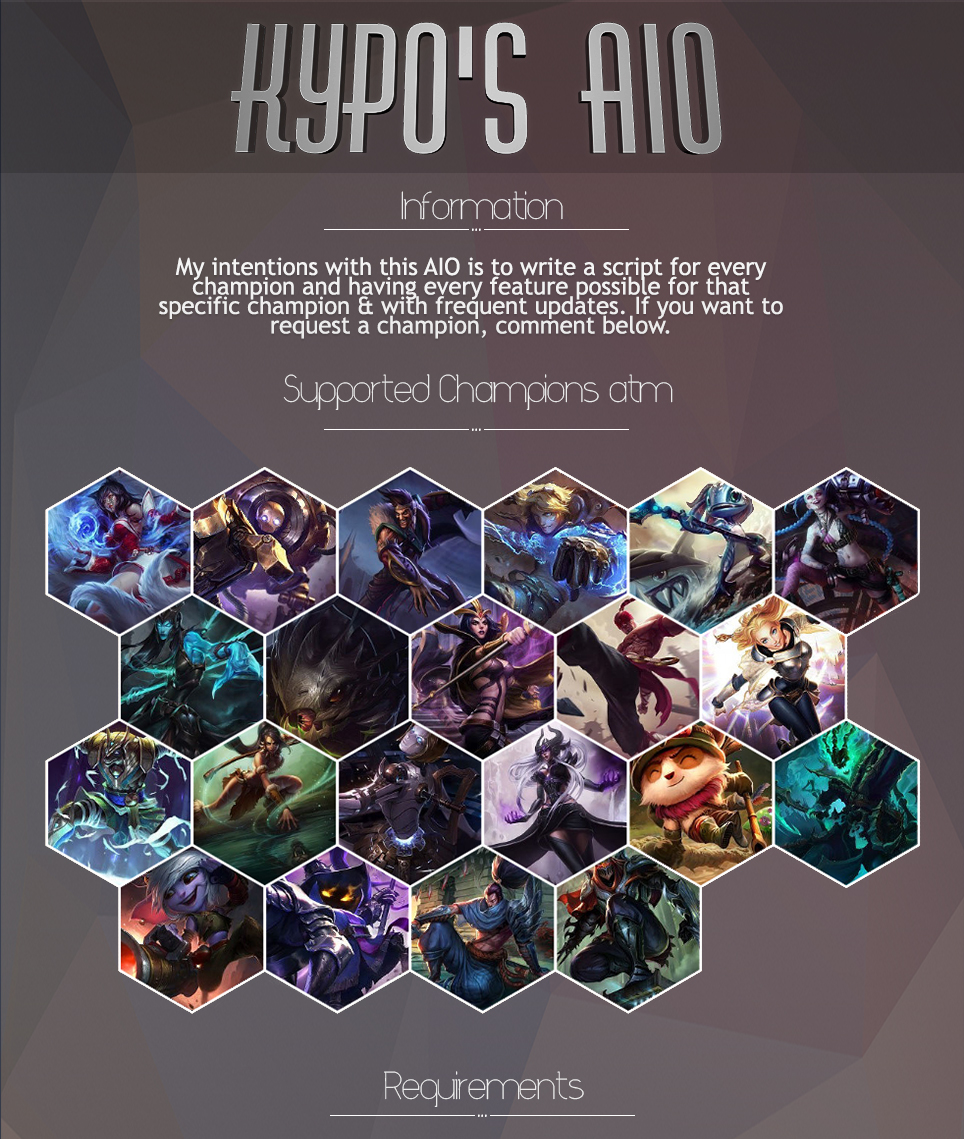 KYPO'S AIO
Information
My intentions with this AIO is to write a script for every
champion and having every feature possible for that
specific champion & with frequent updates. If you want to
request a champion, comment below.
Supported Champions atm
Requirements